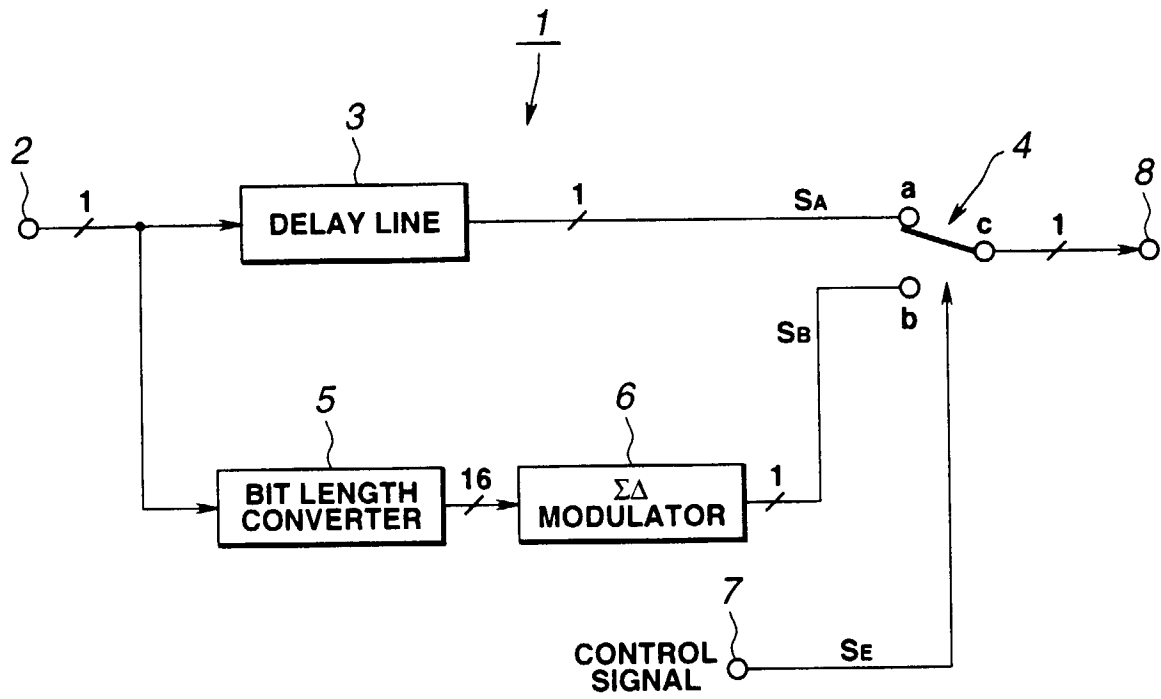 1
2
3
4
8
1
DELAY LINE
1
SA
a
c
1
b
SB
5
6
BIT LENGTH
CONVERTER
16
ΣΔ
MODULATOR
1
7
CONTROL
SIGNAL
SE